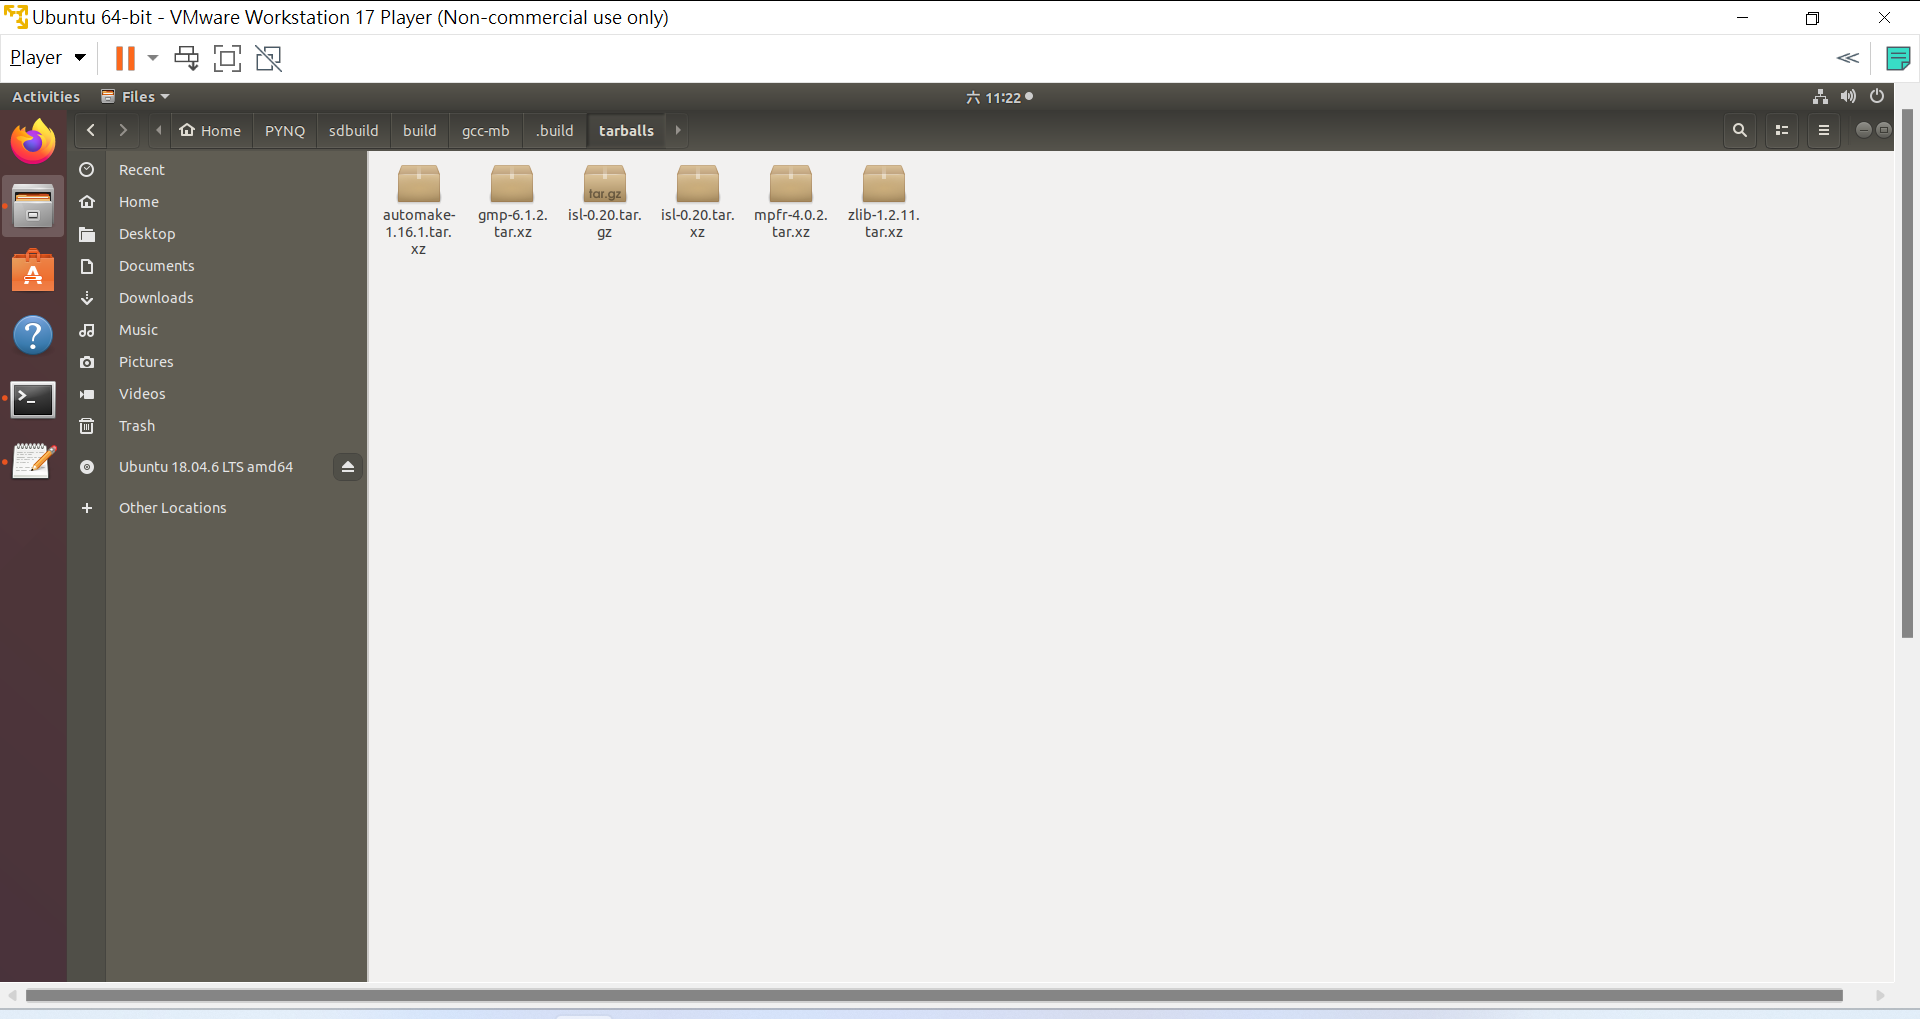 Ubuntu 64-bit - VMware Workstation 17 Player (Non-commercial use only)
Player
Activities Files 六 11:22
Home PYNQ sdbuild build gcc-mb .build tarballs
Recent
Home
Desktop
Documents
Downloads
Music
Pictures
Videos
Trash
Ubuntu 18.04.6 LTS amd64
Other Locations
automake-
1.16.1.tar.
xz
gmp-6.1.2.
tar.xz
tar.gz
isl-0.20.tar.
gz
isl-0.20.tar.
xz
mpfr-4.0.2.
tar.xz
zlib-1.2.11.
tar.xz